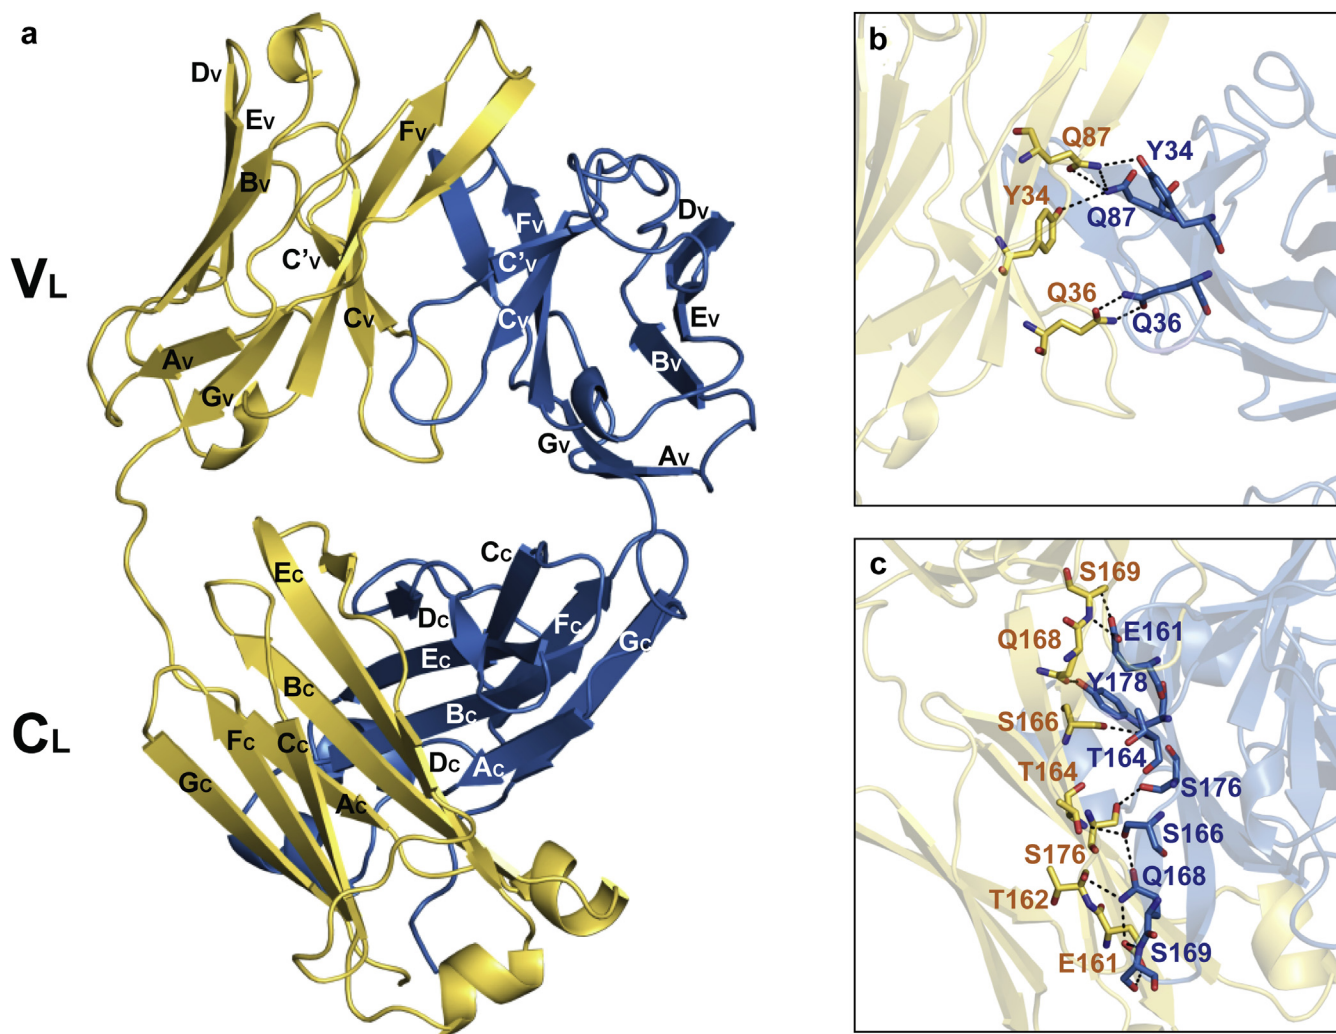 a
VL
DV
EV
BV
FV
C'V
CV
AV
GV
FV
DV
C'V
CV
EV
BV
GV
AV
CL
EC
CC
DC
FC
GC
EC
BC
BC
FC
CC
DC
AC
GC
AC
b
Q87
Y34
Y34
Q87
Q36
Q36
c
S169
Q168
E161
Y178
S166
T164
T164
S176
S166
S176
Q168
T162
E161
S169